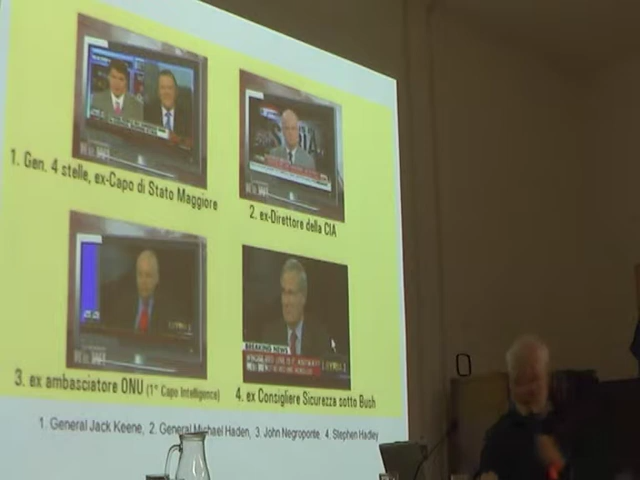 1. Gen. 4 stelle, ex-Capo di Stato Maggiore
2. ex-Direttore della CIA
3. ex ambasciatore ONU (1° Capo Intelligence)
BREAKING NEWS
4. ex Consigliere Sicurezza sotto Bush
1. General Jack Keene, 2. General Michael Haden, 3. John Negroponte, 4. Stephen Hadley